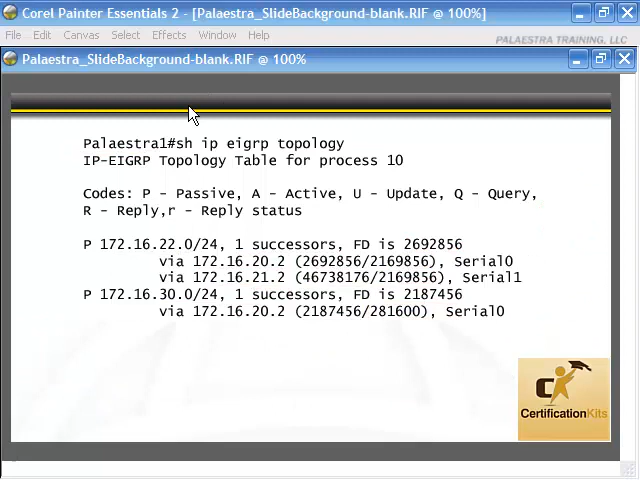 Corel Painter Essentials 2 - [Palaestra_SlideBackground-blank.RIF @ 100%]
File Edit Canvas Select Effects Window Help
PALAESTRA TRAINING, LLC
Palaestra_SlideBackground-blank.RIF @ 100%
Palaestra1#sh ip eigrp topology
IP-EIGRP Topology Table for process 10
Codes: P - Passive, A - Active, U - Update, Q - Query,
R - Reply,r - Reply status
P 172.16.22.0/24, 1 successors, FD is 2692856
via 172.16.20.2 (2692856/2169856), Serial0
via 172.16.21.2 (46738176/2169856), Serial1
P 172.16.30.0/24, 1 successors, FD is 2187456
via 172.16.20.2 (2187456/281600), Serial0
CK
CertificationKits